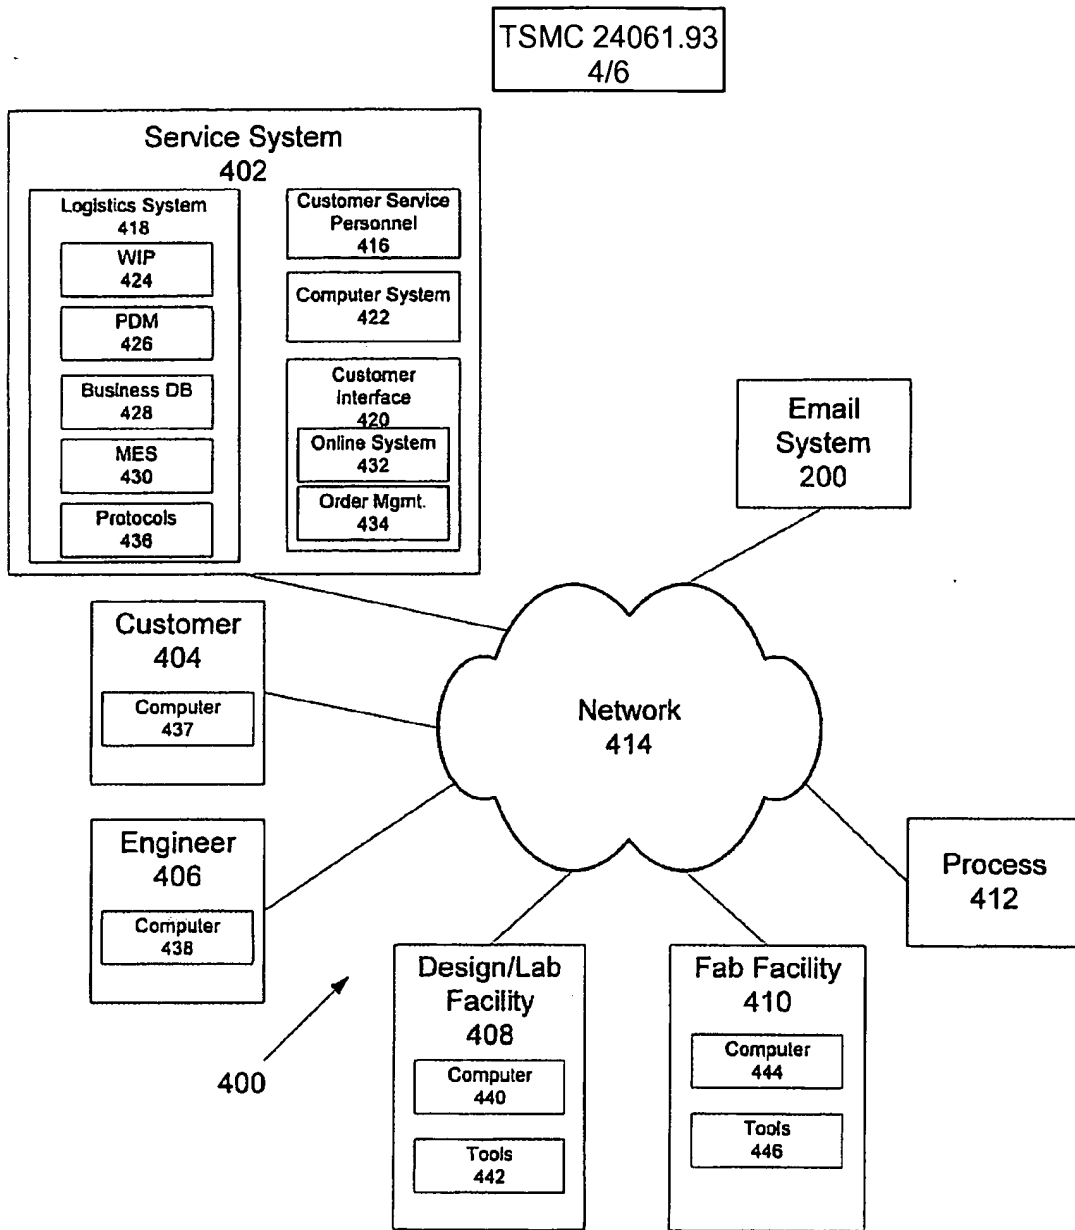 TSMC 24061.93
4/6
Service System
402
Logistics System
418
WIP
424
PDM
426
Business DB
428
MES
430
Protocols
436
Customer Service
Personnel
416
Computer System
422
Customer
Interface
420
Online System
432
Order Mgmt.
434
Email
System
200
Customer
404
Computer
437
Network
414
Engineer
406
Computer
438
Process
412
Design/Lab
Facility
408
Computer
440
Tools
442
Fab Facility
410
Computer
444
Tools
446
400